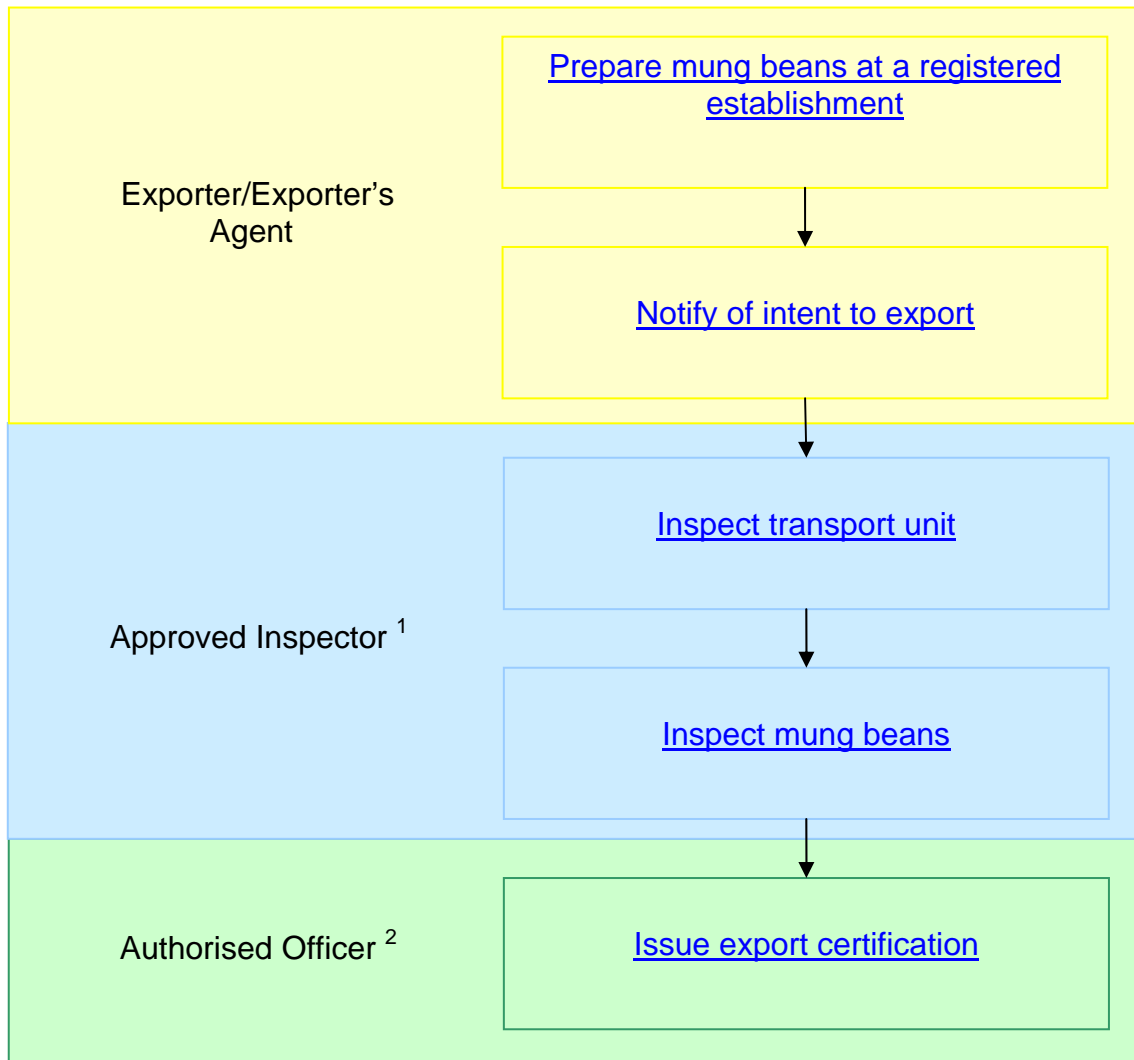 Prepare mung beans at a registered
establishment
Exporter/Exporter’s
Agent
Notify of intent to export
Inspect transport unit
Approved Inspector 1
Inspect mung beans
Authorised Officer 2
Issue export certification